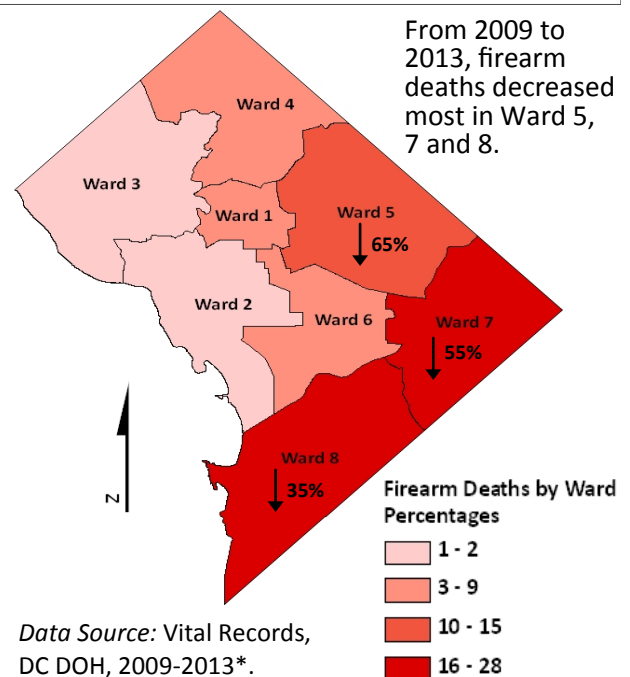 From 2009 to
2013, firearm
deaths decreased
most in Ward 5,
7 and 8.
Ward 4
Ward 3
Ward 1
Ward 5
65%
Ward 2
Ward 6
Ward 7
55%
Ward 8
35%
N
Firearm Deaths by Ward
Percentages
1 - 2
3 - 9
10 - 15
16 - 28
Data Source: Vital Records,
DC DOH, 2009-2013*.